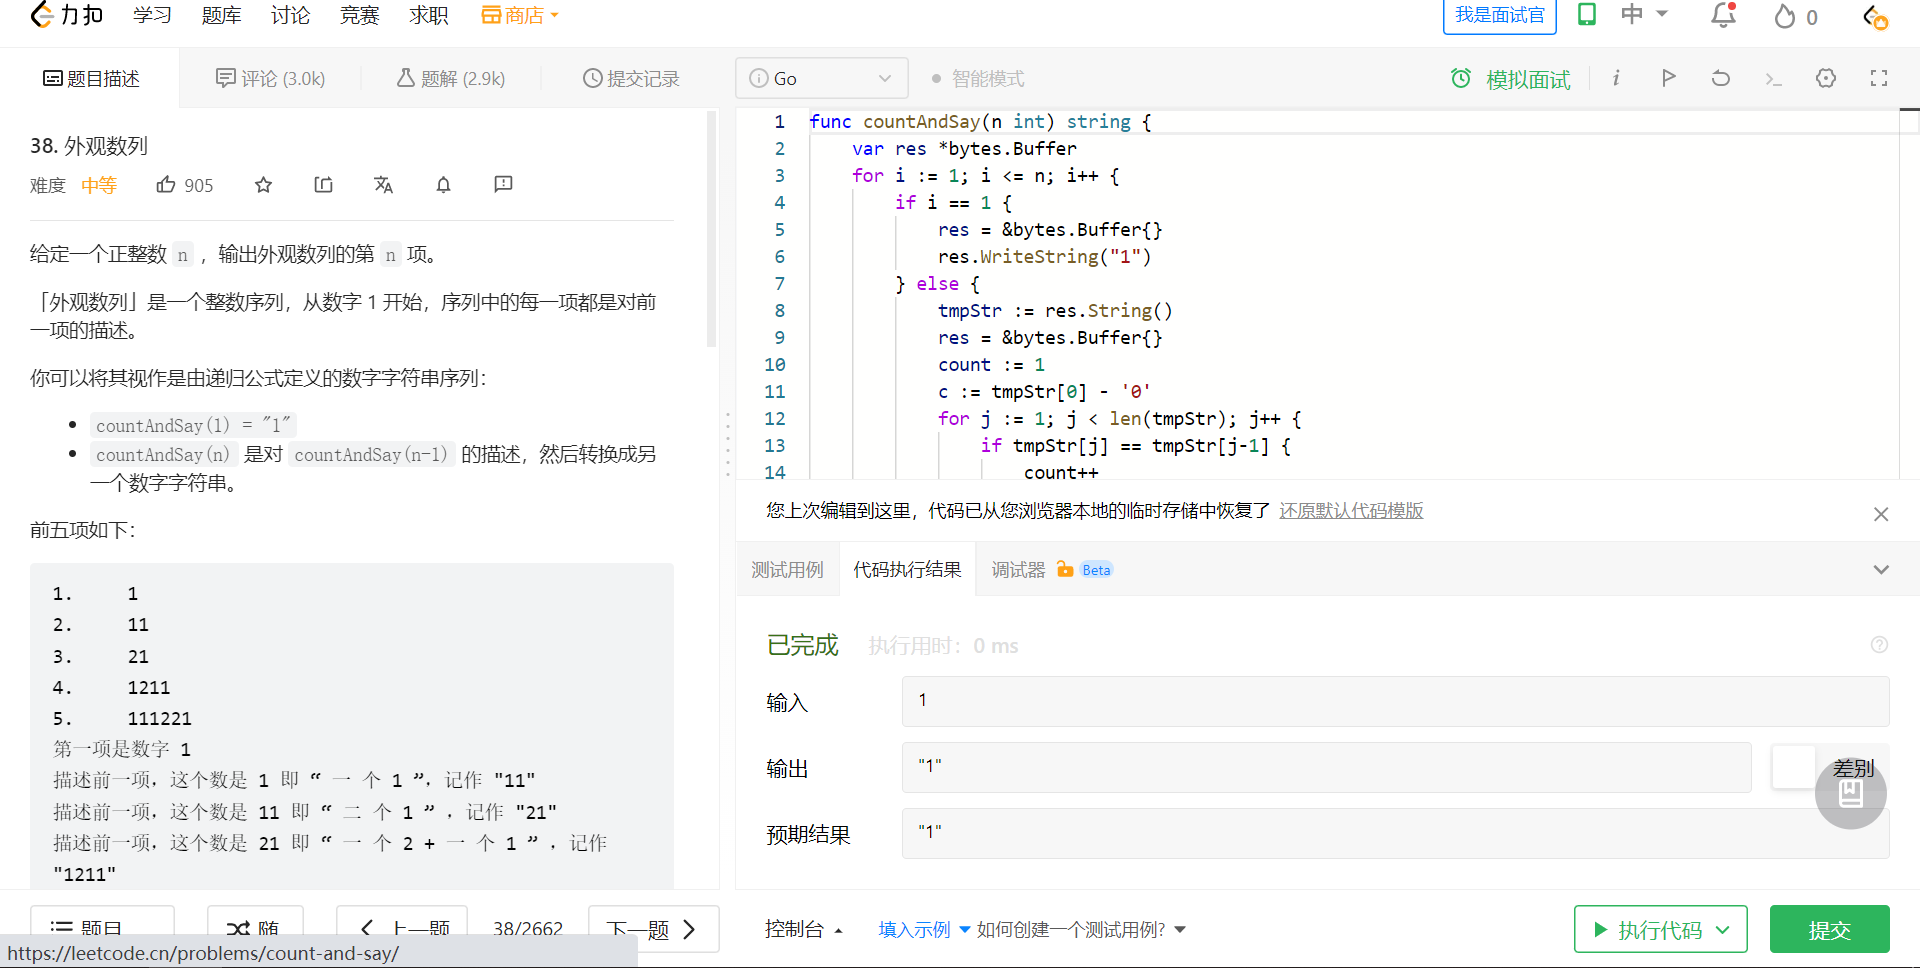 力扣 学习 题库 讨论 竞赛 求职 商店 我是面试官 中 0
题目描述 评论 (3.0k) 题解 (2.9k) 提交记录
38. 外观数列
难度 中等 905
给定一个正整数 n ，输出外观数列的第 n 项。
「外观数列」是一个整数序列，从数字 1 开始，序列中的每一项都是对前
一项的描述。
你可以将其视作是由递归公式定义的数字字符串序列：
countAndSay(1) = "1"
countAndSay(n) 是对 countAndSay(n-1) 的描述，然后转换成另
一个数字字符串。
前五项如下：
1. 1
2. 11
3. 21
4. 1211
5. 111221
第一项是数字 1
描述前一项，这个数是 1 即 “ 一 个 1 ”，记作 "11"
描述前一项，这个数是 11 即 “ 二 个 1 ” ，记作 "21"
描述前一项，这个数是 21 即 “ 一 个 2 + 一 个 1 ” ，记作
"1211"
题目 随 上一题 38/2662 下一题
https://leetcode.cn/problems/count-and-say/
i Go 智能模式 模拟面试 i
1 func countAndSay(n int) string {
2 var res *bytes.Buffer
3 for i := 1; i <= n; i++ {
4 if i == 1 {
5 res = &bytes.Buffer{}
6 res.WriteString("1")
7 } else {
8 tmpStr := res.String()
9 res = &bytes.Buffer{}
10 count := 1
11 c := tmpStr[0] - '0'
12 for j := 1; j < len(tmpStr); j++ {
13 if tmpStr[j] == tmpStr[j-1] {
14 count++
您上次编辑到这里，代码已从您浏览器本地的临时存储中恢复了 还原默认代码模版
测试用例 代码执行结果 调试器 Beta
已完成 执行用时：0 ms
输入 1
输出 "1" 差别
预期结果 "1"
控制台 填入示例 如何创建一个测试用例? 执行代码 提交